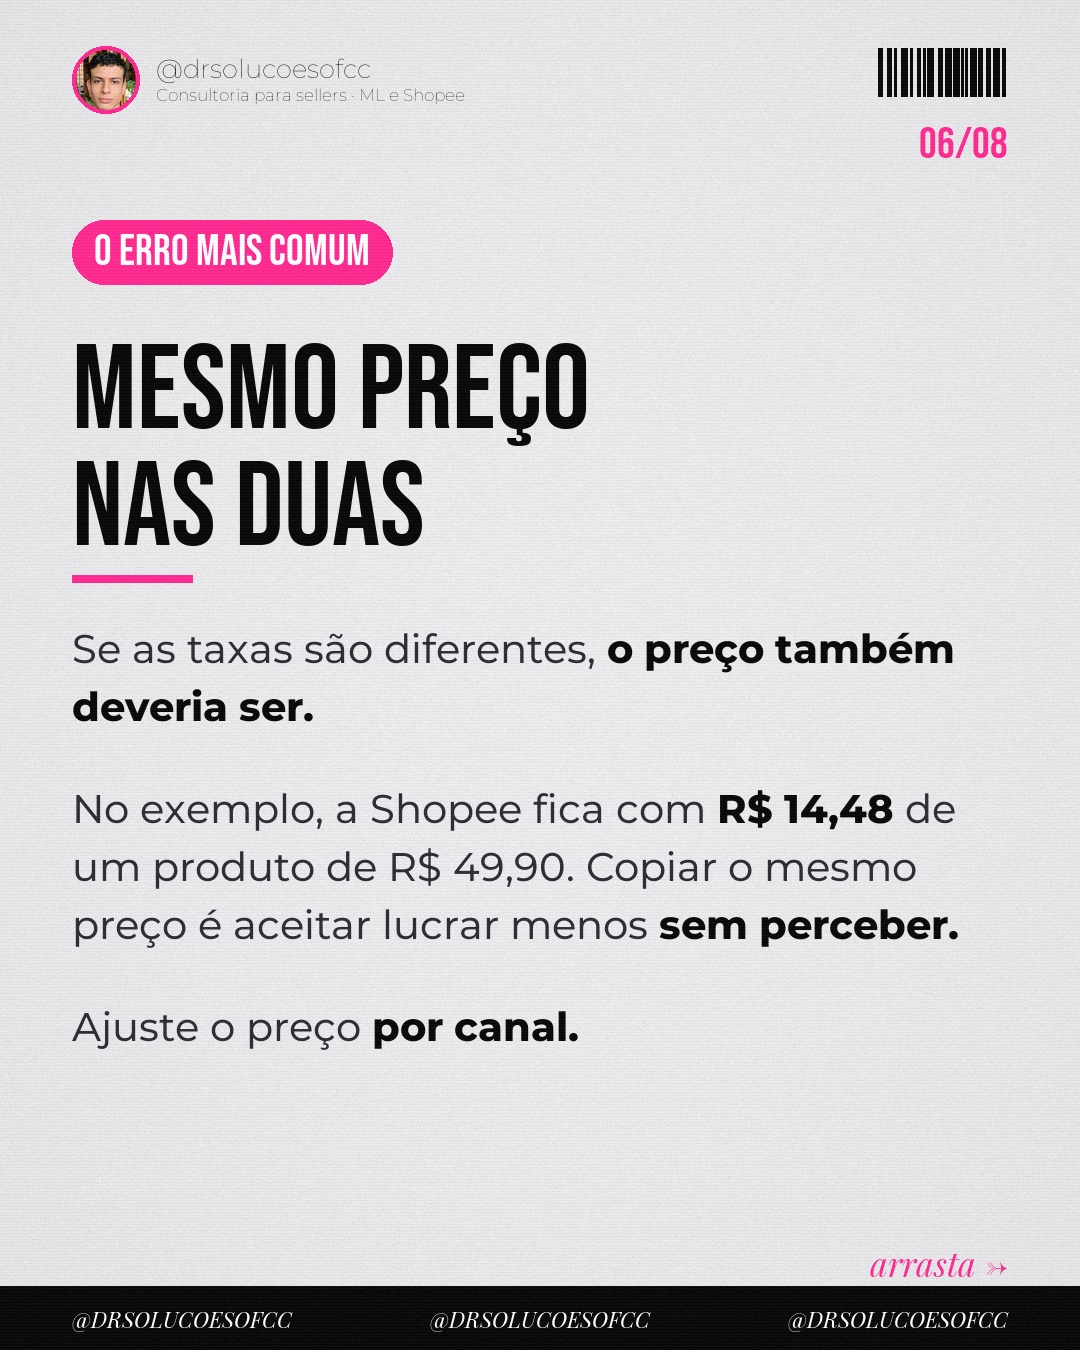 @drsolucoesofcc
Consultoria para sellers · ML e Shopee
06/08
O ERRO MAIS COMUM
MESMO PREÇO
NAS DUAS
Se as taxas são diferentes, o preço também
deveria ser.
No exemplo, a Shopee fica com R$ 14,48 de
um produto de R$ 49,90. Copiar o mesmo
preço é aceitar lucrar menos sem perceber.
Ajuste o preço por canal.
arrasta ➳
@DRSOLUCOESOFCC @DRSOLUCOESOFCC @DRSOLUCOESOFCC